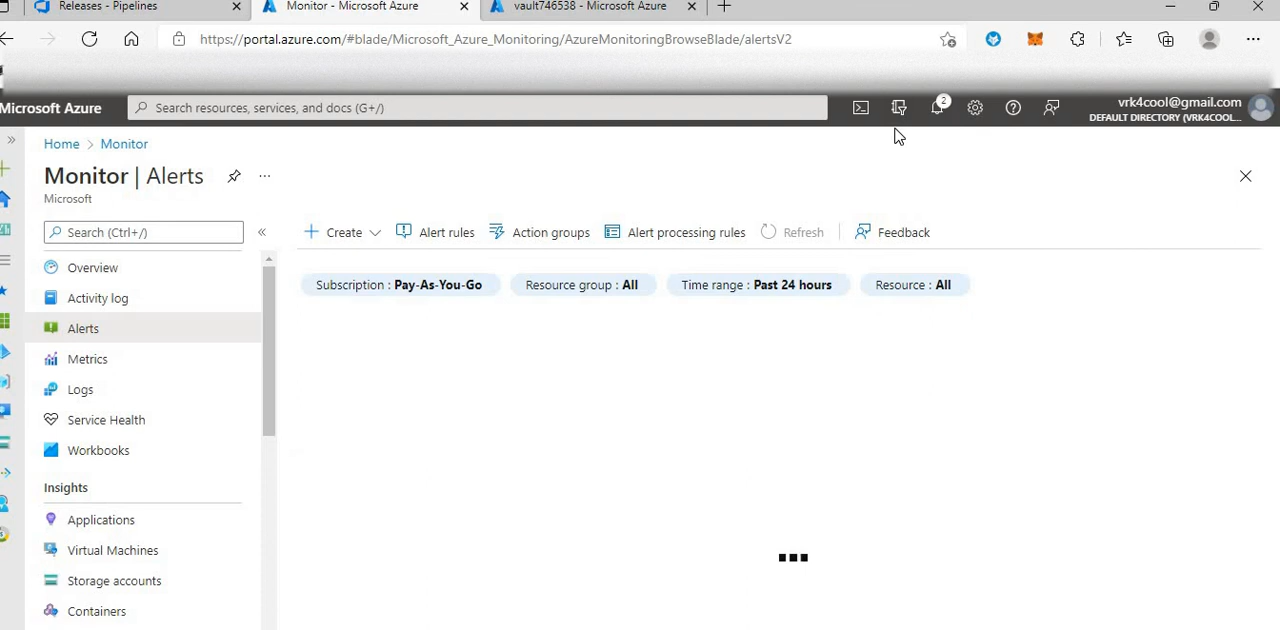 Releases - Pipelines
Monitor - Microsoft Azure
vault746538 - Microsoft Azure
https://portal.azure.com/#blade/Microsoft_Azure_Monitoring/AzureMonitoringBrowseBlade/alertsV2
Microsoft Azure
Search resources, services, and docs (G+/)
2
vrk4cool@gmail.com
DEFAULT DIRECTORY (VRK4COOL...
Home > Monitor
Monitor | Alerts
Microsoft
Search (Ctrl+/)
Create
Alert rules
Action groups
Alert processing rules
Refresh
Feedback
Subscription : Pay-As-You-Go
Resource group : All
Time range : Past 24 hours
Resource : All
Overview
Activity log
Alerts
Metrics
Logs
Service Health
Workbooks
Insights
Applications
Virtual Machines
Storage accounts
Containers